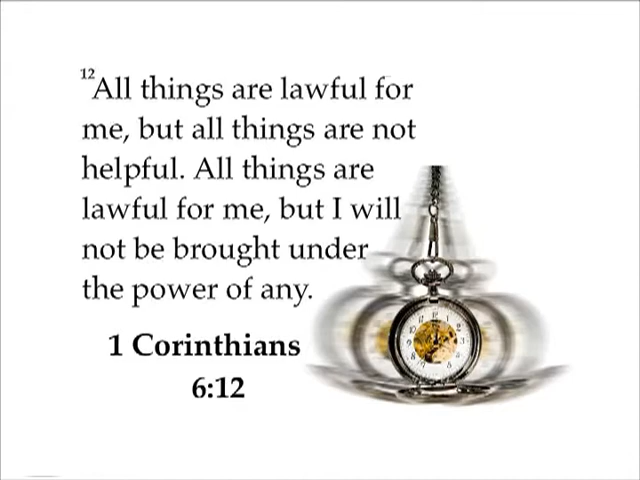 12All things are lawful for
me, but all things are not
helpful. All things are
lawful for me, but I will
not be brought under
the power of any.
1 Corinthians
6:12